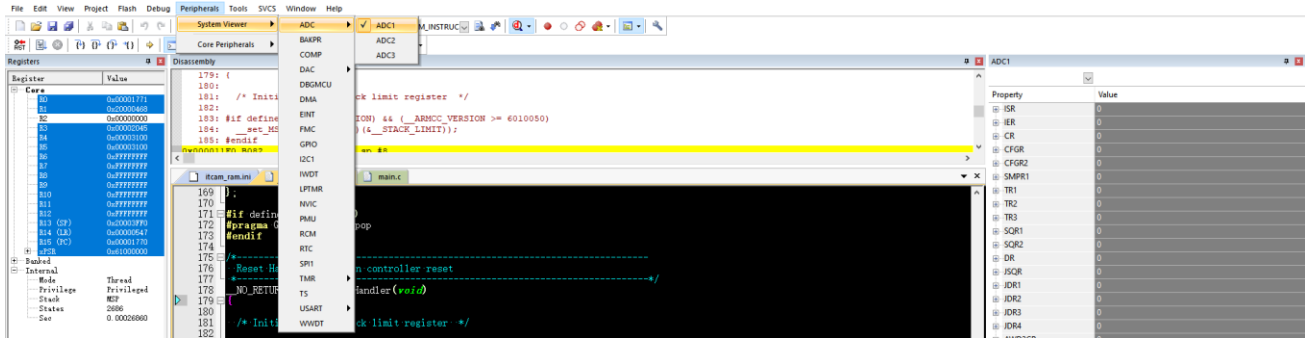 File Edit View Project Flash Debug Peripherals Tools SVCS Window Help
System Viewer
Core Peripherals
ADC
BAKPR
COMP
DAC
DBGMCU
DMA
EINT
FMC
GPIO
I2C1
IWDT
LPTMR
NVIC
PMU
RCM
RTC
SPI1
TMR
TS
USART
WWDT
ADC1
ADC2
ADC3
M_INSTRUC
RST
Registers
Register Value
Core
R0 0x00001771
R1 0x20000468
R2 0x00000000
R3 0x00002045
R4 0x00003100
R5 0x00003100
R6 0xFFFFFFFF
R7 0xFFFFFFFF
R8 0xFFFFFFFF
R9 0xFFFFFFFF
R10 0xFFFFFFFF
R11 0xFFFFFFFF
R12 0xFFFFFFFF
R13 (SP) 0x20003FF0
R14 (LR) 0x00000547
R15 (PC) 0x00001770
xPSR 0x61000000
Banked
Internal
Mode Thread
Privilege Privileged
Stack MSP
States 2686
Sec 0.00026860
Disassembly
179: {
180:
181: /* Initi ck limit register */
182:
183: #if define ION) && (__ARMCC_VERSION >= 6010050)
184: __set_MS )(&__STACK_LIMIT));
185: #endif
sp, #8
itcam_ram.ini main.c
169 };
170
171 #if defin )
172 #pragma G pop
173 #endif
174
175 /*----------------------------------------------------------------------------
176 Reset Ha n controller reset
177 *----------------------------------------------------------------------------*/
178 __NO_RETUR Handler(void)
179 {
180
181 /* Initi ck limit register */
182
ADC1
Property Value
ISR 0
IER 0
CR 0
CFGR 0
CFGR2 0
SMPR1 0
TR1 0
TR2 0
TR3 0
SQR1 0
SQR2 0
DR 0
JSQR 0
JDR1 0
JDR2 0
JDR3 0
JDR4 0